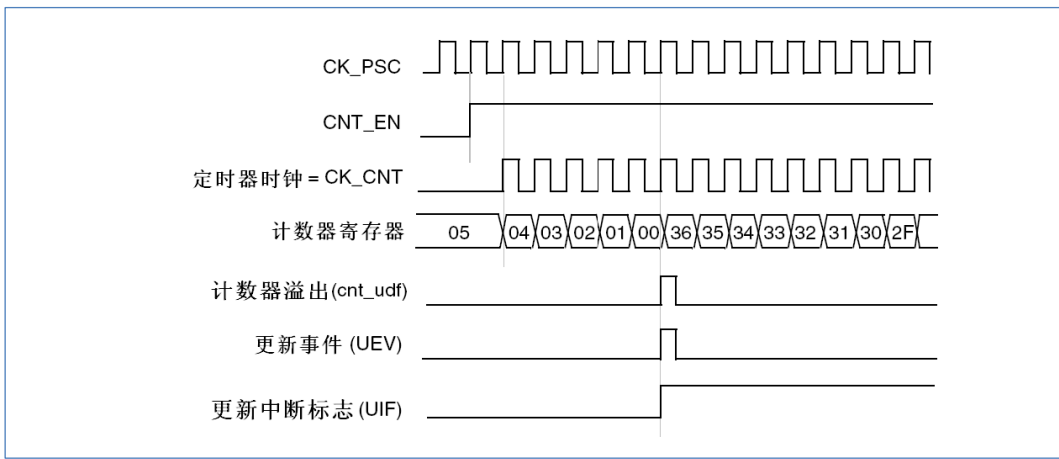 CK_PSC
CNT_EN
定时器时钟 = CK_CNT
计数器寄存器 05 04 03 02 01 00 36 35 34 33 32 31 30 2F
计数器溢出(cnt_udf)
更新事件 (UEV)
更新中断标志 (UIF)